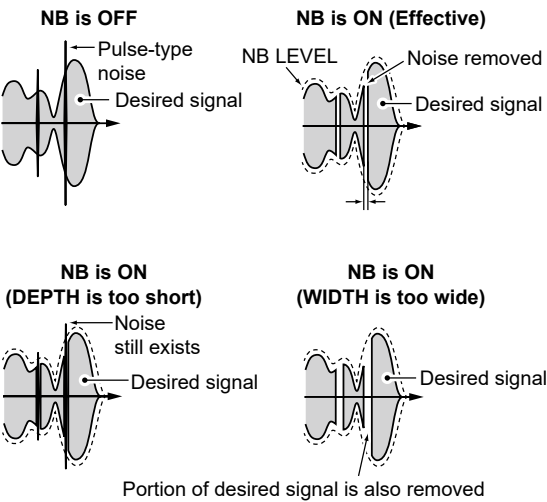 NB is OFF
Pulse-type
noise
Desired signal
NB is ON (Effective)
NB LEVEL
Noise removed
Desired signal
NB is ON
(DEPTH is too short)
Noise
still exists
Desired signal
NB is ON
(WIDTH is too wide)
Desired signal
Portion of desired signal is also removed